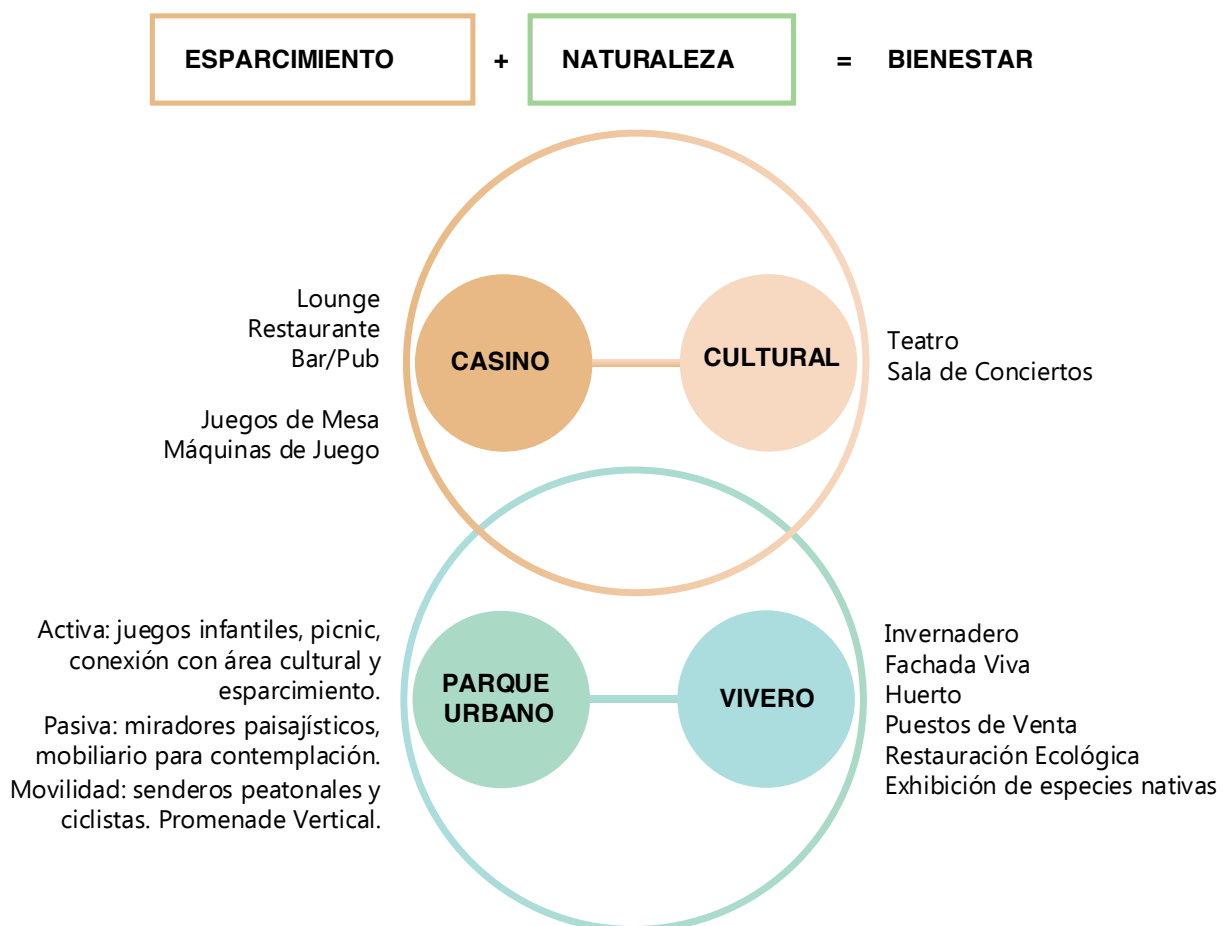 ESPARCIMIENTO + NATURALEZA = BIENESTAR
Lounge
Restaurante
Bar/Pub
Juegos de Mesa
Máquinas de Juego
CASINO
CULTURAL
Teatro
Sala de Conciertos
Activa: juegos infantiles, picnic,
conexión con área cultural y
esparcimiento.
Pasiva: miradores paisajísticos,
mobiliario para contemplación.
Movilidad: senderos peatonales y
ciclistas. Promenade Vertical.
PARQUE
URBANO
VIVERO
Invernadero
Fachada Viva
Huerto
Puestos de Venta
Restauración Ecológica
Exhibición de especies nativas